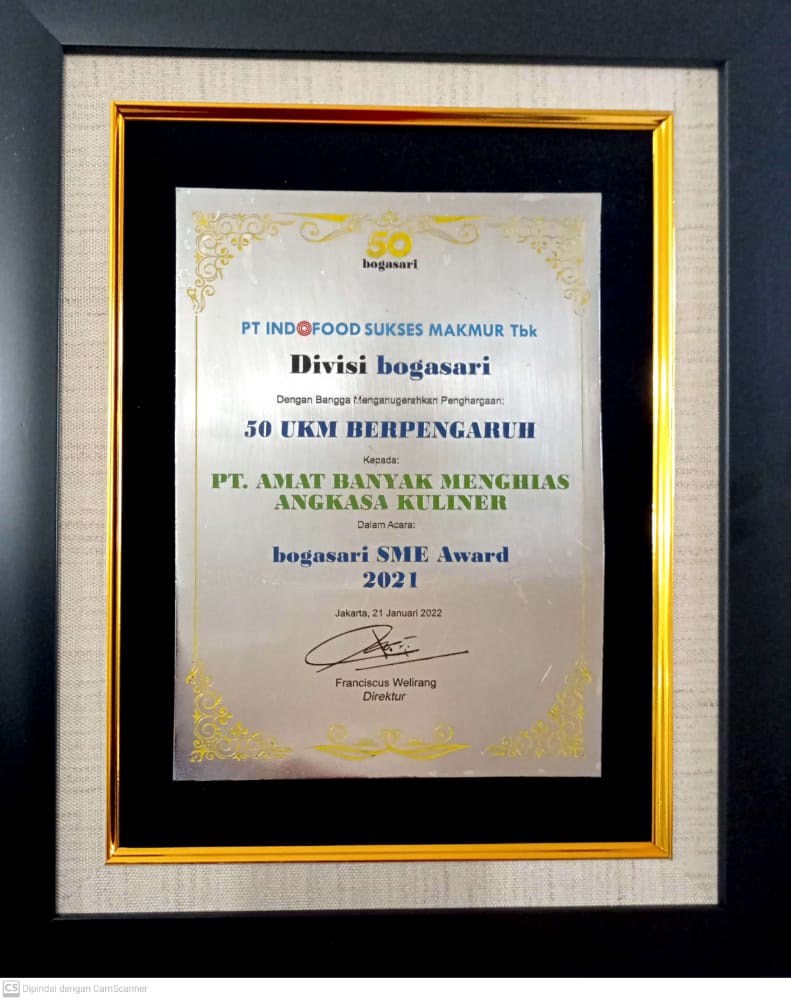 50
bogasari
PT INDOFOOD SUKSES MAKMUR Tbk
Divisi bogasari
Dengan Bangga Menganugerahkan Penghargaan:
50 UKM BERPENGARUH
Kepada:
PT. AMAT BANYAK MENGHIAS
ANGKASA KULINER
Dalam Acara:
bogasari SME Award
2021
Jakarta, 21 Januari 2022
Franciscus Welirang
Direktur
CS Dipindai dengan CamScanner